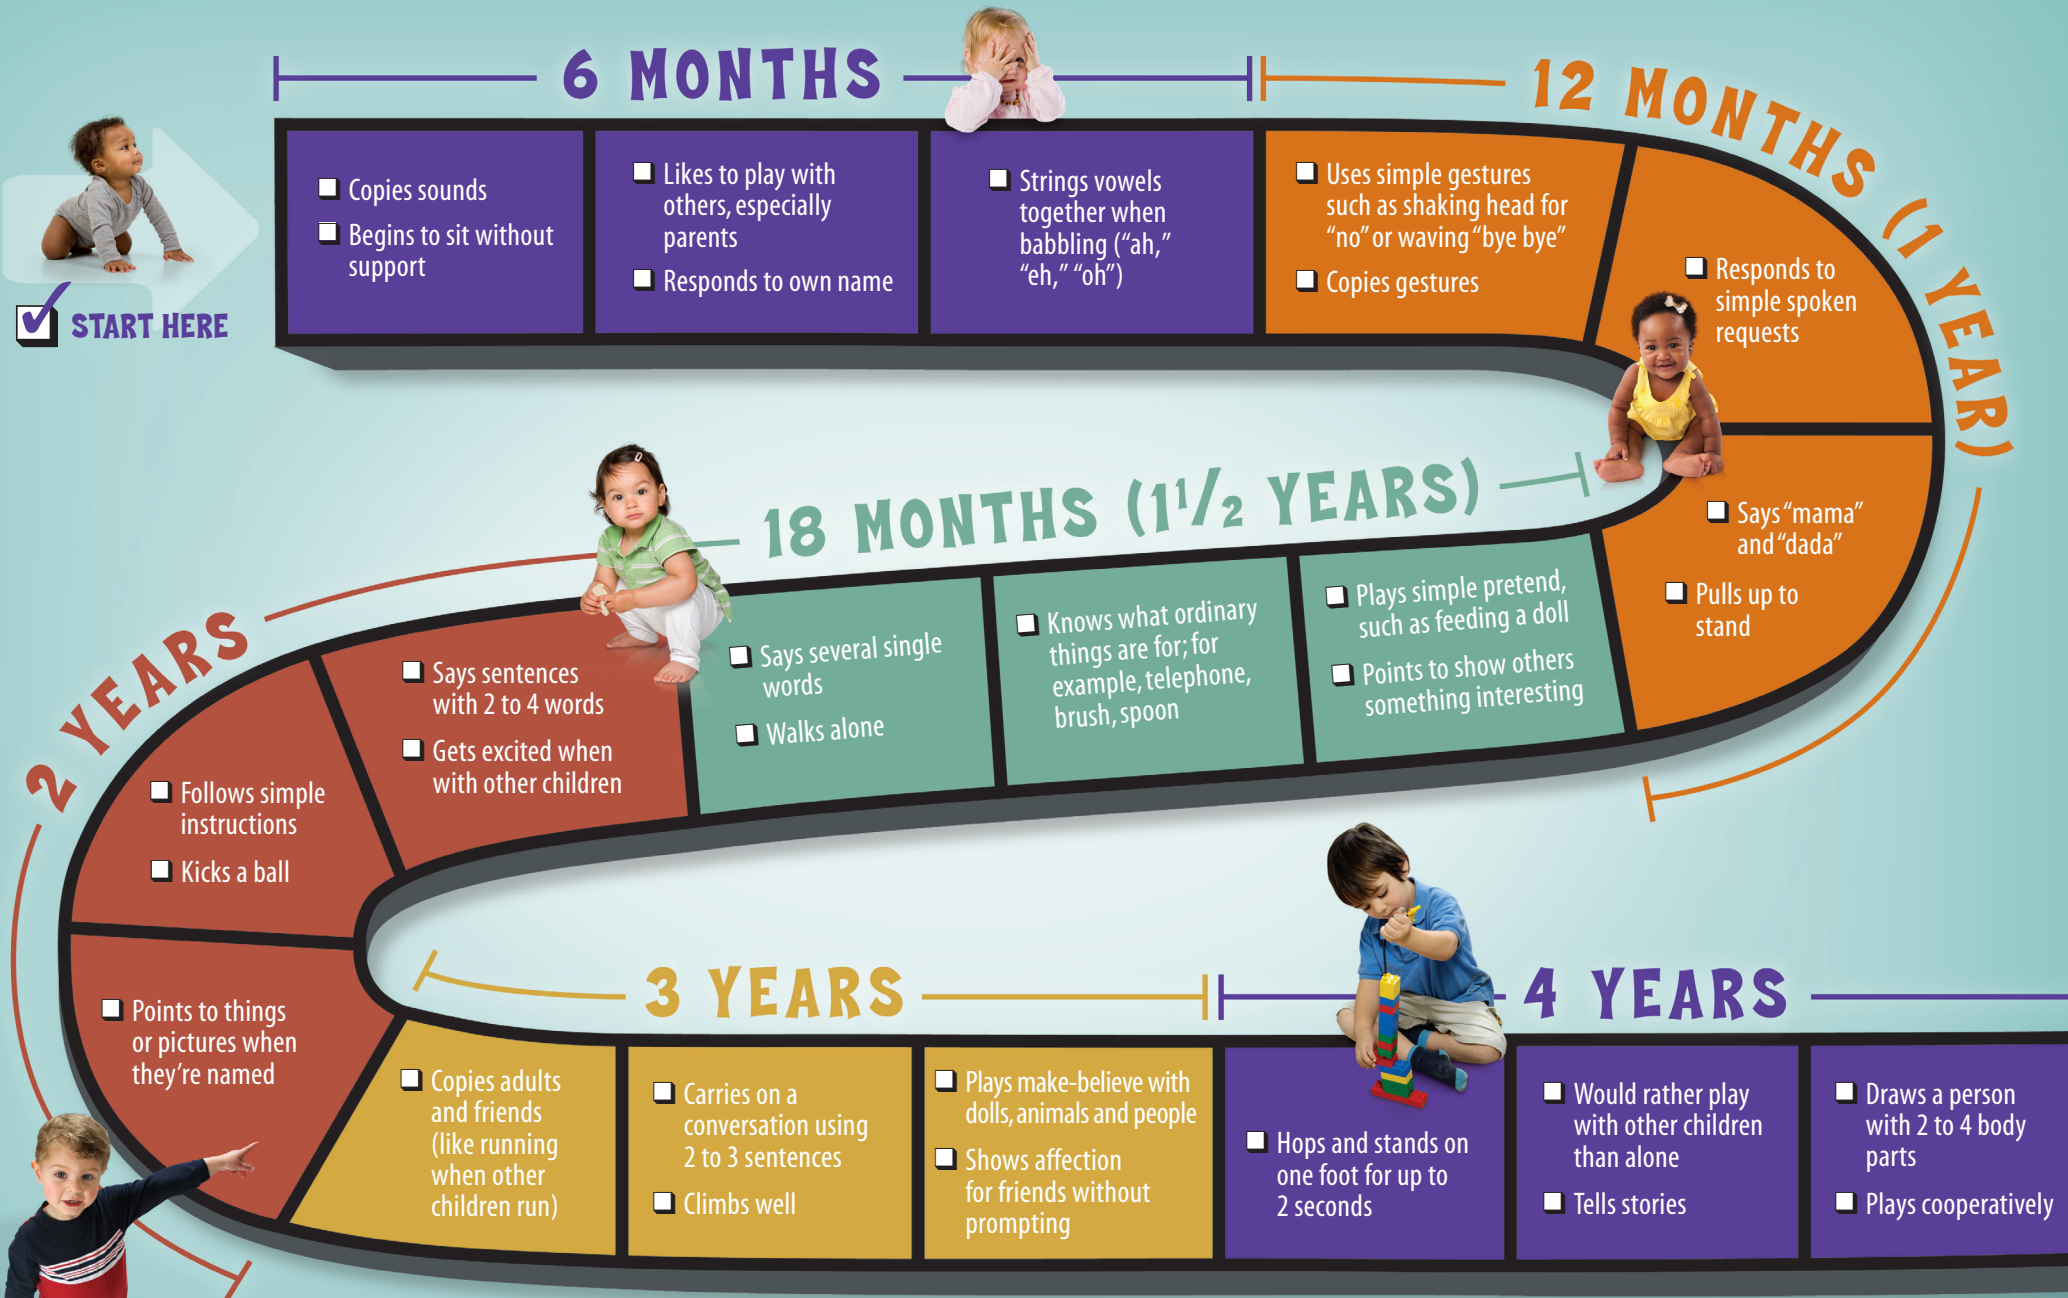 START HERE
6 MONTHS
Copies sounds
Begins to sit without
support
Likes to play with
others, especially
parents
Responds to own name
Strings vowels
together when
babbling (“ah,”
“eh,” “oh”)
12 MONTHS (1 YEAR)
Uses simple gestures
such as shaking head for
“no” or waving “bye bye”
Copies gestures
Responds to
simple spoken
requests
Says “mama”
and “dada”
Pulls up to
stand
18 MONTHS (1 1/2 YEARS)
Plays simple pretend,
such as feeding a doll
Points to show others
something interesting
Knows what ordinary
things are for; for
example, telephone,
brush, spoon
Says several single
words
Walks alone
2 YEARS
Says sentences
with 2 to 4 words
Gets excited when
with other children
Follows simple
instructions
Kicks a ball
Points to things
or pictures when
they’re named
3 YEARS
Copies adults
and friends
(like running
when other
children run)
Carries on a
conversation using
2 to 3 sentences
Climbs well
Plays make-believe with
dolls, animals and people
Shows affection
for friends without
prompting
4 YEARS
Hops and stands on
one foot for up to
2 seconds
Would rather play
with other children
than alone
Tells stories
Draws a person
with 2 to 4 body
parts
Plays cooperatively